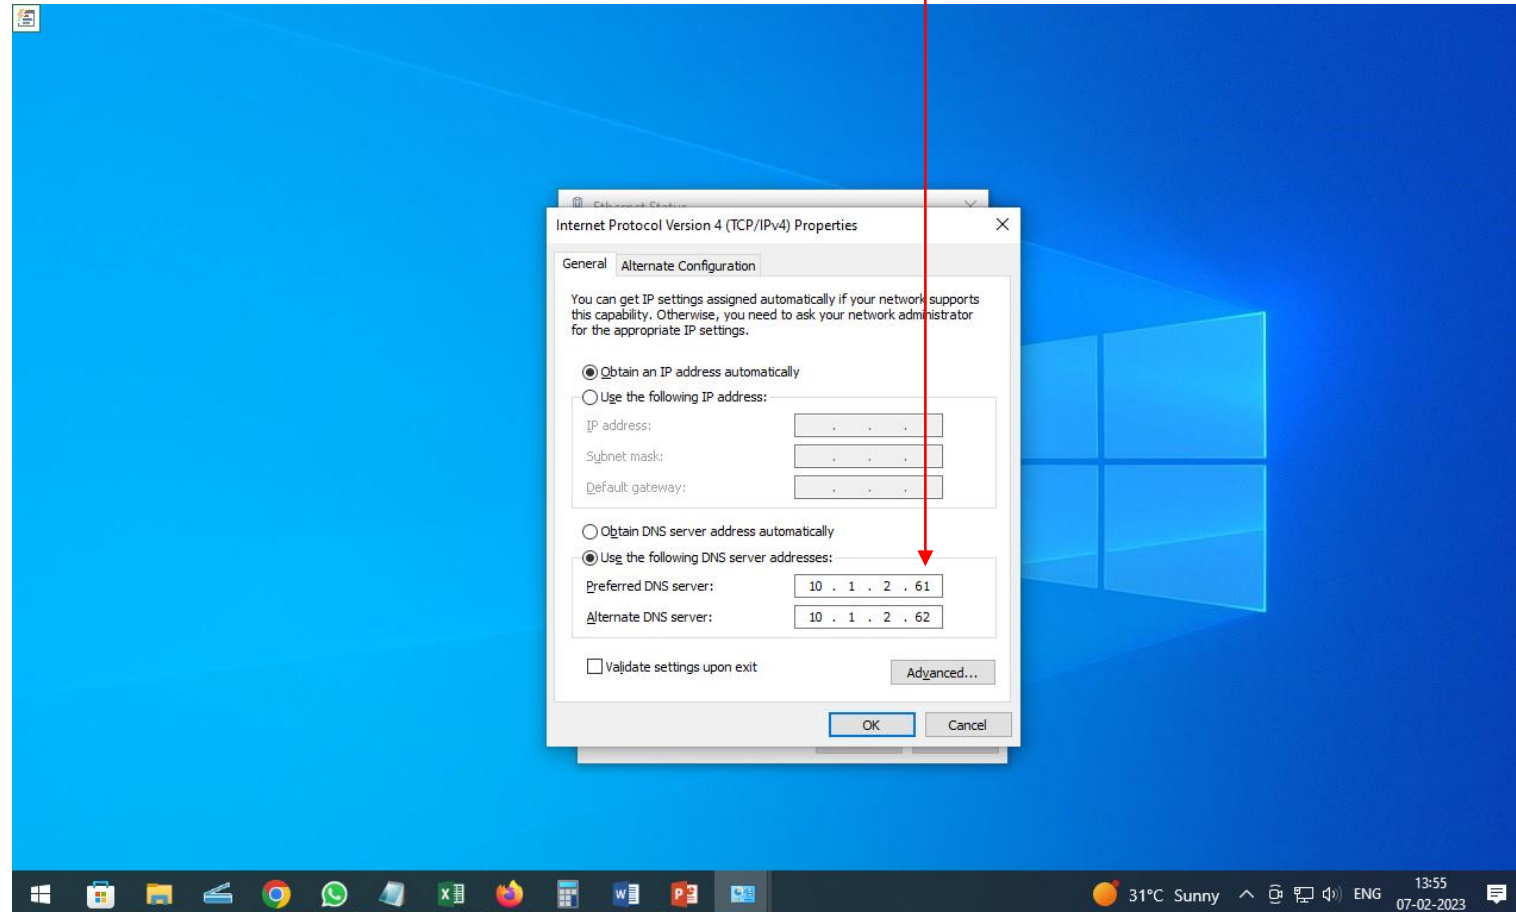 Ethernet Status
Internet Protocol Version 4 (TCP/IPv4) Properties
General
Alternate Configuration
You can get IP settings assigned automatically if your network supports
this capability. Otherwise, you need to ask your network administrator
for the appropriate IP settings.
Obtain an IP address automatically
Use the following IP address:
IP address:
. . .
Subnet mask:
. . .
Default gateway:
. . .
Obtain DNS server address automatically
Use the following DNS server addresses:
Preferred DNS server:
10 . 1 . 2 . 61
Alternate DNS server:
10 . 1 . 2 . 62
Validate settings upon exit
Advanced...
OK
Cancel
31°C Sunny
ENG
13:55
07-02-2023